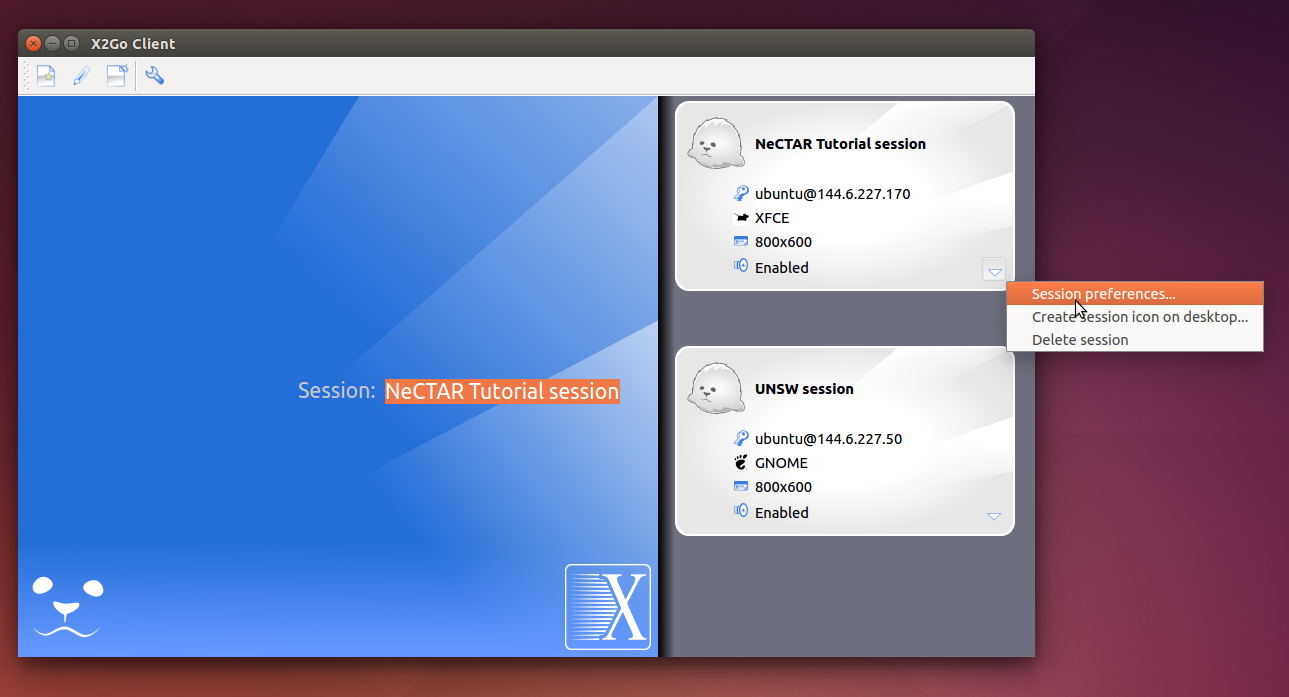 X2Go Client
NeCTAR Tutorial session
ubuntu@144.6.227.170
XFCE
800x600
Enabled
Session preferences...
Create session icon on desktop...
Delete session
Session: NeCTAR Tutorial session
UNSW session
ubuntu@144.6.227.50
GNOME
800x600
Enabled
X